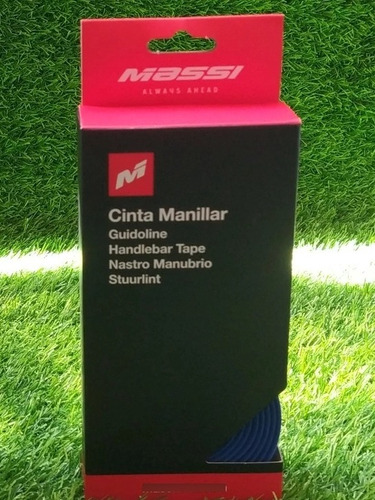 MASSI
ALWAYS AHEAD
Cinta Manillar
Guidoline
Handlebar Tape
Nastro Manubrio
Stuurlint